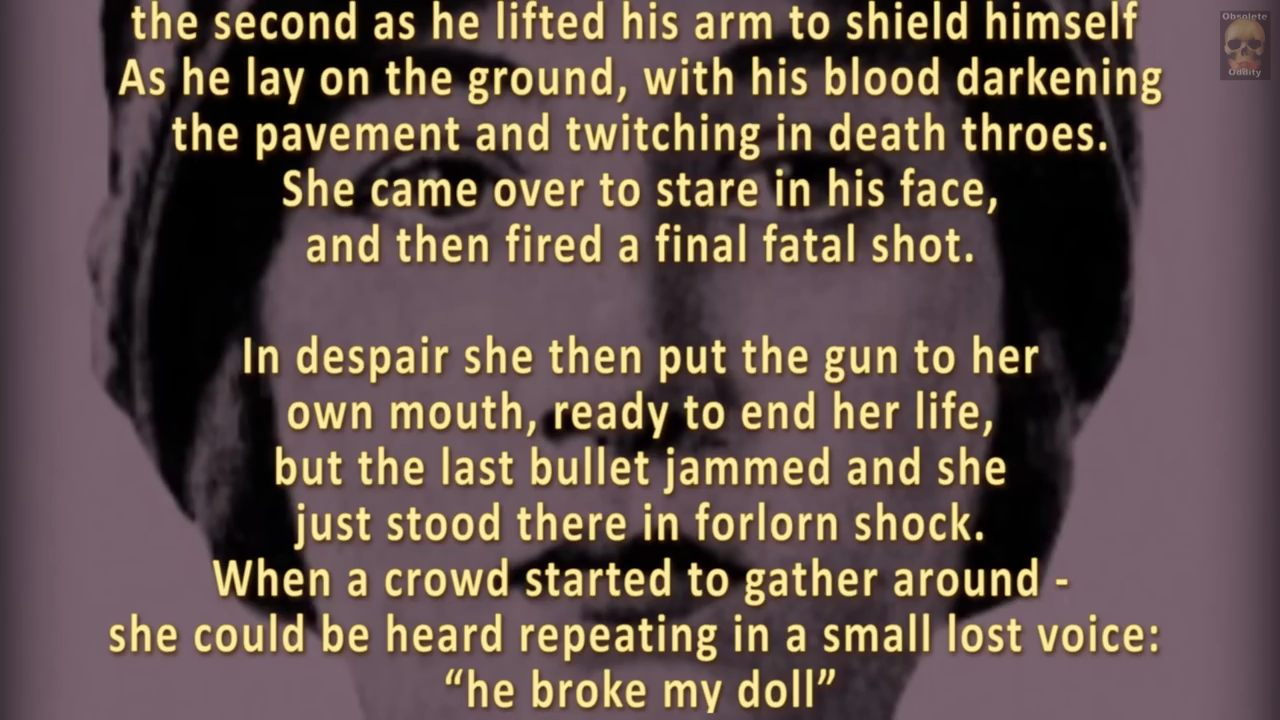 Obsolete
Oddity
the second as he lifted his arm to shield himself
As he lay on the ground, with his blood darkening
the pavement and twitching in death throes.
She came over to stare in his face,
and then fired a final fatal shot.
In despair she then put the gun to her
own mouth, ready to end her life,
but the last bullet jammed and she
just stood there in forlorn shock.
When a crowd started to gather around -
she could be heard repeating in a small lost voice:
“he broke my doll”